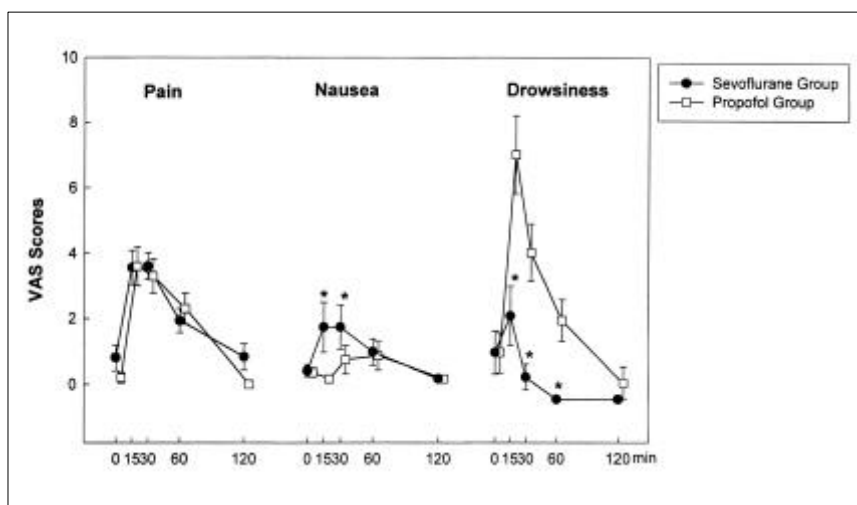 10
Pain
Nausea
Drowsiness
Sevoflurane Group
Propofol Group
8
6
4
2
0
VAS Scores
* *
*
*
*
0 1530 60 120 0 1530 60 120 0 1530 60 120 min